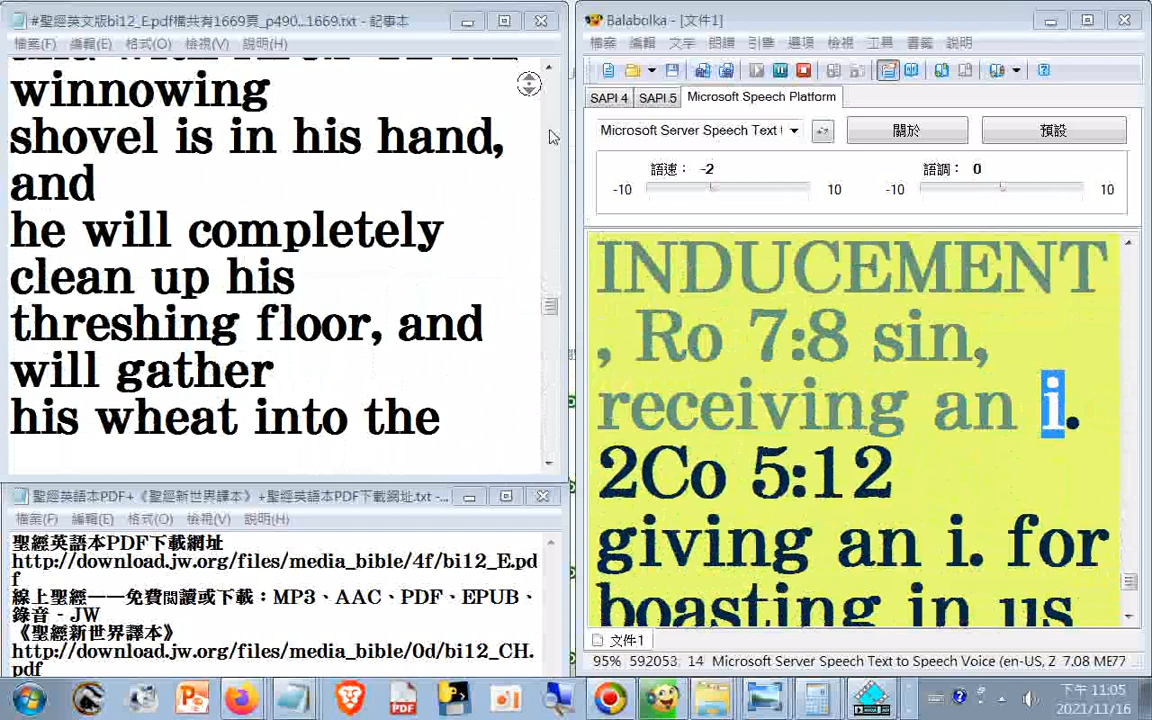 #聖經英文版bi12_E.pdf檔共有1669頁_p490...1669.txt - 記事本
檔案(F) 編輯(E) 格式(O) 檢視(V) 說明(H)
winnowing
shovel is in his hand,
and
he will completely
clean up his
threshing floor, and
will gather
his wheat into the
聖經英語本PDF+《聖經新世界譯本》+聖經英語本PDF下載網址.txt -...
檔案(F) 編輯(E) 格式(O) 檢視(V) 說明(H)
聖經英語本PDF下載網址
http://download.jw.org/files/media_bible/4f/bi12_E.pd
f
線上聖經——免費閱讀或下載：MP3、AAC、PDF、EPUB、
錄音 - JW
《聖經新世界譯本》
http://download.jw.org/files/media_bible/0d/bi12_CH.
pdf
Balabolka - [文件1]
檔案 編輯 文字 朗讀 引擎 選項 檢視 工具 書籤 說明
SAPI 4 SAPI 5 Microsoft Speech Platform
Microsoft Server Speech Text 關於 預設
語速： -2 語調： 0
-10 10 -10 10
INDUCEMENT
, Ro 7:8 sin,
receiving an i.
2Co 5:12
giving an i. for
boasting in us
文件1
95% 592053, 14 Microsoft Server Speech Text to Speech Voice (en-US, Z 7.08 ME77
下午 11:05
2021/11/16